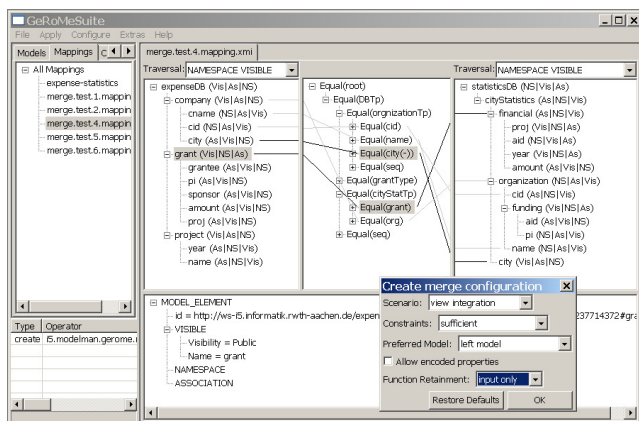 GeRoMeSuite
File Apply Configure Extras Help
Models Mappings C
merge.test.4.mapping.xmi
All Mappings
expense-statistics
merge.test.1.mappin
merge.test.2.mappin
merge.test.4.mappin
merge.test.5.mappin
merge.test.6.mappin
Type Operator
create i5.modelman.gerome.
Traversal: NAMESPACE VISIBLE
expenseDB (Vis|As|NS)
company (Vis|As|NS)
cname (NS|As|Vis)
cid (NS|As|Vis)
city (As|Vis|NS)
grant (Vis|NS|As)
grantee (As|Vis|NS)
pi (As|Vis|NS)
sponsor (As|Vis|NS)
amount (As|Vis|NS)
proj (As|Vis|NS)
project (As|Vis|NS)
year (As|NS|Vis)
name (As|Vis|NS)
Equal(root)
Equal(DBTp)
Equal(orgnizationTp)
Equal(cid)
Equal(name)
Equal(city(-))
Equal(seq)
Equal(grantType)
Equal(cityStatTp)
Equal(grant)
Equal(org)
Equal(seq)
Traversal: NAMESPACE VISIBLE
statisticsDB (NS|Vis|As)
cityStatistics (As|NS|Vis)
financial (As|Vis|NS)
proj (Vis|NS|As)
aid (NS|Vis|As)
year (Vis|As|NS)
amount (As|Vis|NS)
organization (NS|As|Vis)
cid (As|NS|Vis)
funding (Vis|As|NS)
aid (As|Vis|NS)
pi (NS|As|Vis)
name (NS|As|Vis)
city (Vis|As|NS)
MODEL_ELEMENT
id = http://ws-i5.informatik.rwth-aachen.de/expen
237714372#gra
VISIBLE
Visibility = Public
Name = grant
NAMESPACE
ASSOCIATION
Create merge configuration
Scenario: view integration
Constraints: sufficient
Preferred Model: left model
Allow encoded properties
Function Retainment: input only
Restore Defaults OK